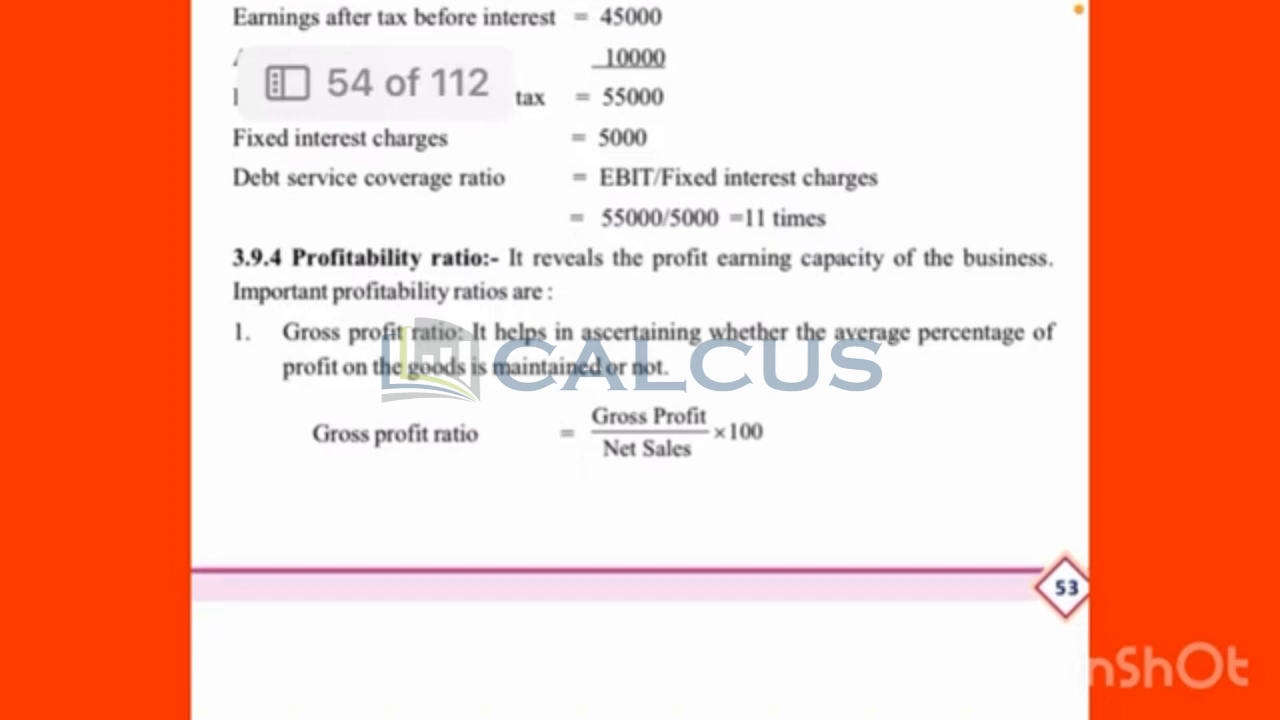 Earnings after tax before interest = 45000
10000
54 of 112
tax = 55000
Fixed interest charges = 5000
Debt service coverage ratio = EBIT/Fixed interest charges
= 55000/5000 =11 times
3.9.4 Profitability ratio:- It reveals the profit earning capacity of the business.
Important profitability ratios are :
1. Gross profit ratio: It helps in ascertaining whether the average percentage of
profit on the goods is maintained or not.
CALCUS
Gross profit ratio = Gross Profit
Net Sales
×100
53
nShOt